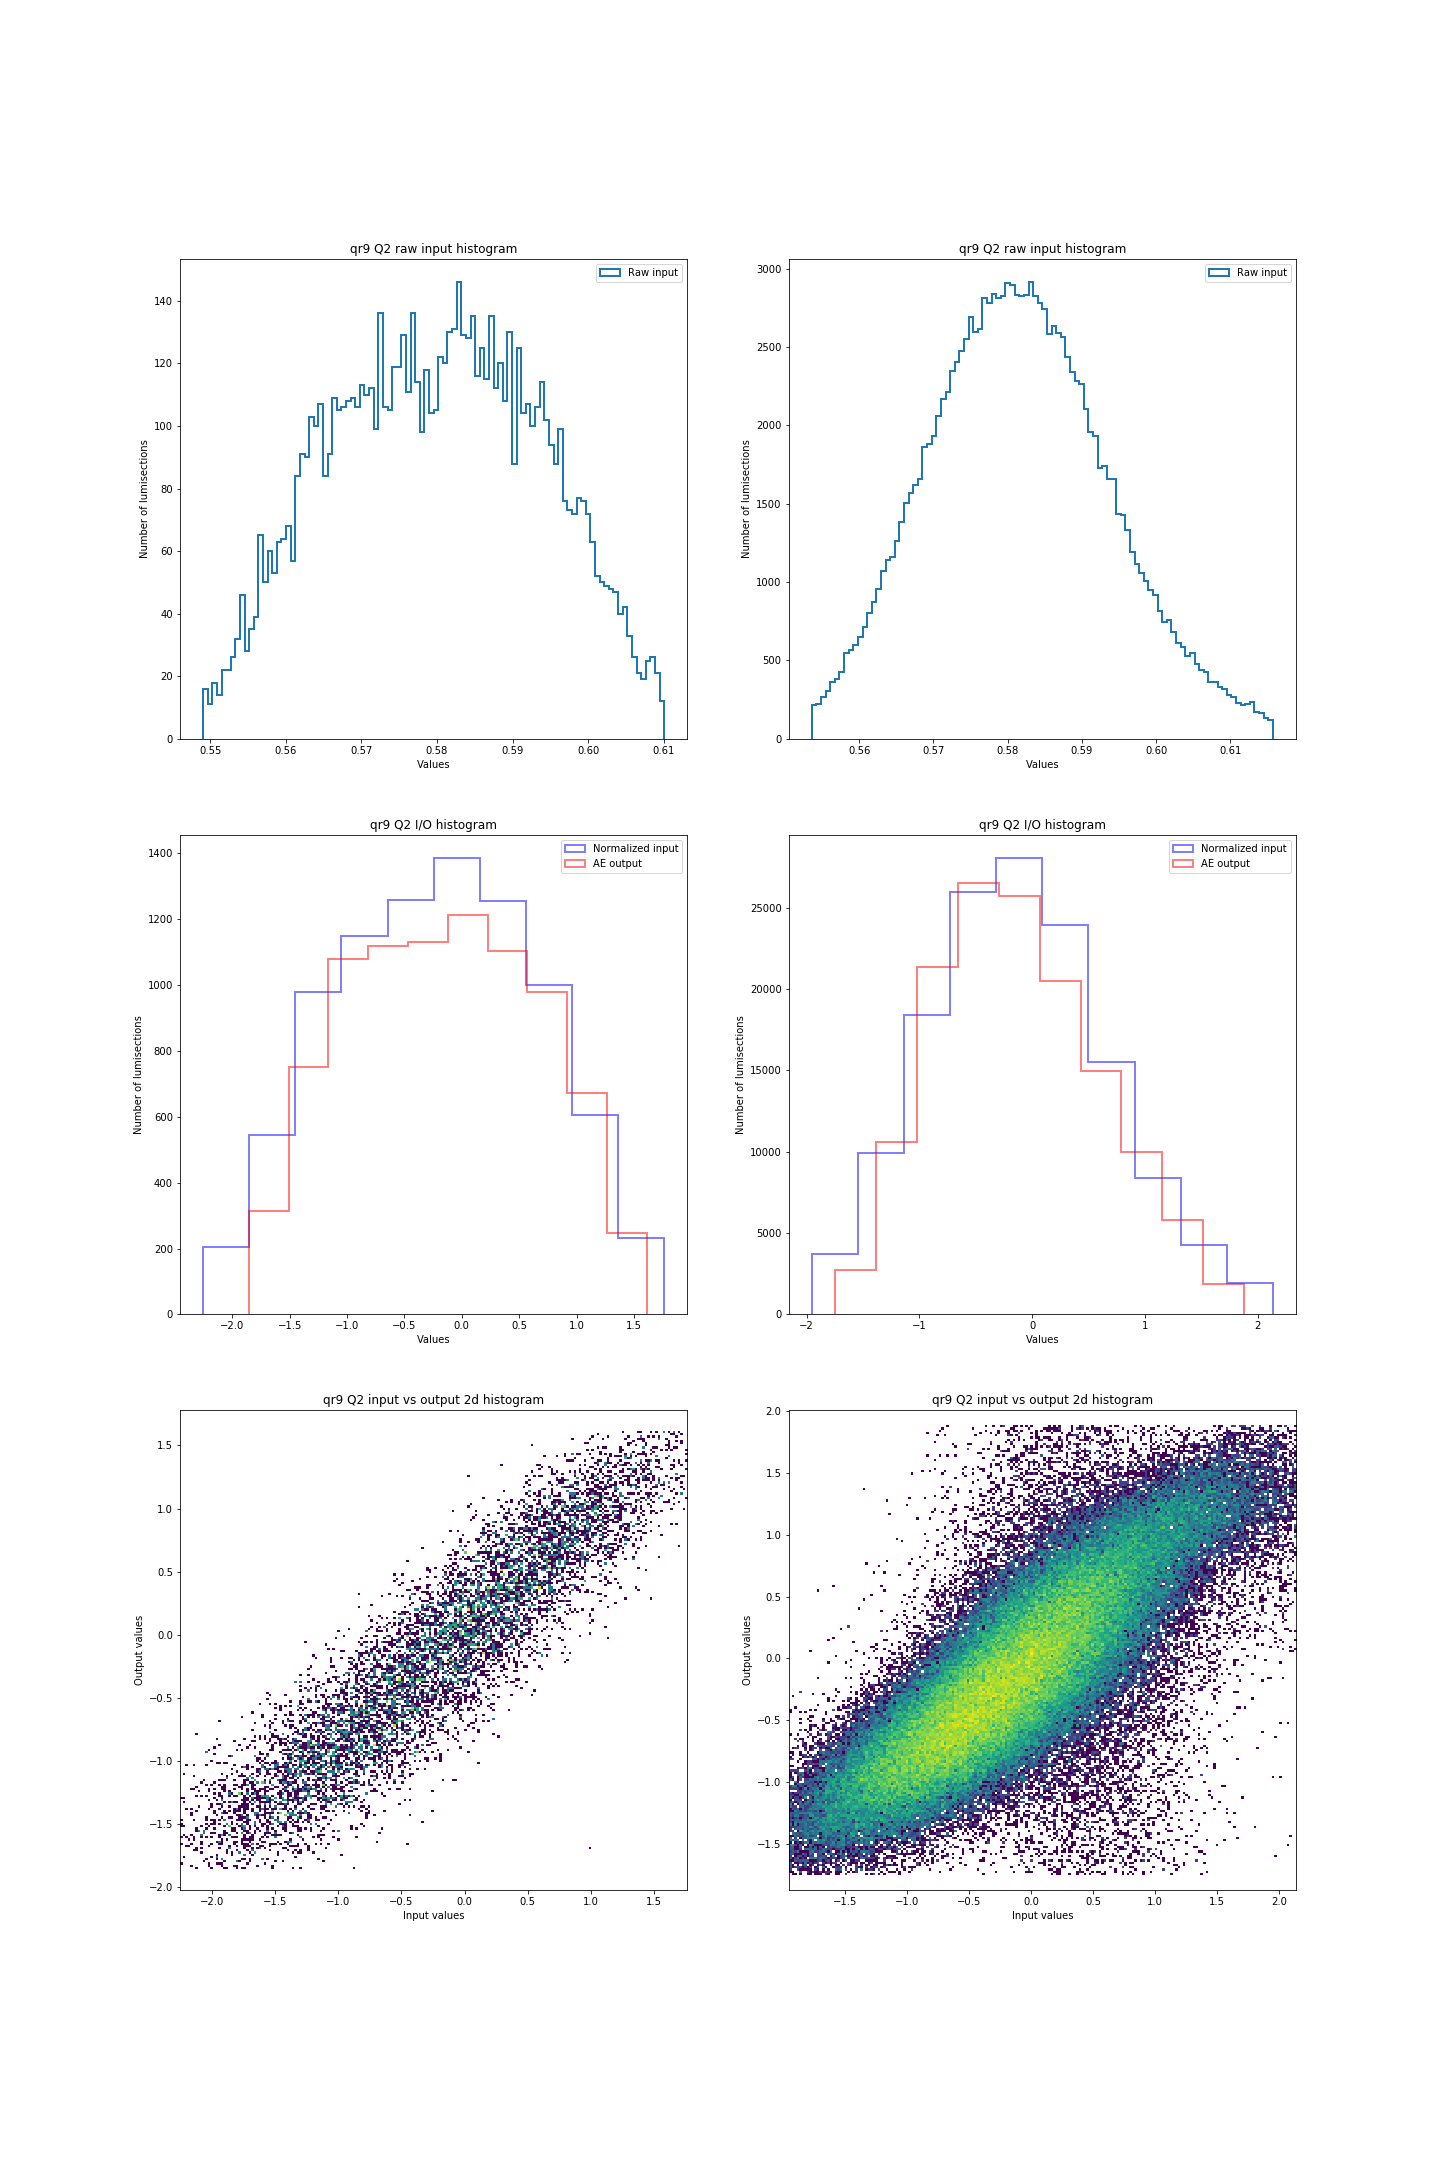 qr9 Q2 raw input histogram
Raw input
Number of lumisections
140
120
100
80
60
40
20
0
0.55 0.56 0.57 0.58 0.59 0.60 0.61
Values
qr9 Q2 raw input histogram
Raw input
Number of lumisections
3000
2500
2000
1500
1000
500
0
0.56 0.57 0.58 0.59 0.60 0.61
Values
qr9 Q2 I/O histogram
Normalized input
AE output
Number of lumisections
1400
1200
1000
800
600
400
200
0
−2.0 −1.5 −1.0 −0.5 0.0 0.5 1.0 1.5
Values
qr9 Q2 I/O histogram
Normalized input
AE output
Number of lumisections
25000
20000
15000
10000
5000
0
−2 −1 0 1 2
Values
qr9 Q2 input vs output 2d histogram
Output values
1.5
1.0
0.5
0.0
−0.5
−1.0
−1.5
−2.0
−2.0 −1.5 −1.0 −0.5 0.0 0.5 1.0 1.5
Input values
qr9 Q2 input vs output 2d histogram
Output values
2.0
1.5
1.0
0.5
0.0
−0.5
−1.0
−1.5
−1.5 −1.0 −0.5 0.0 0.5 1.0 1.5 2.0
Input values